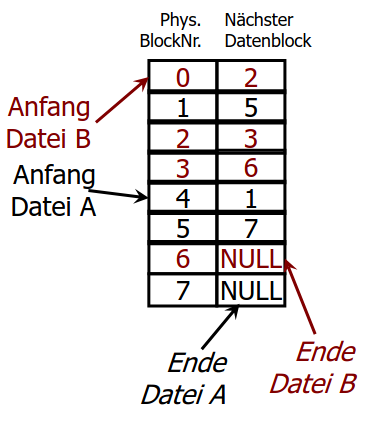 Phys. Nächster
BlockNr. Datenblock
0 2
1 5
2 3
3 6
4 1
5 7
6 NULL
7 NULL
Anfang
Datei B
Anfang
Datei A
Ende
Datei A
Ende
Datei B